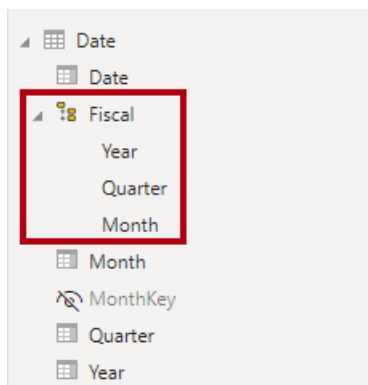 Date
Date
Fiscal
Year
Quarter
Month
Month
MonthKey
Quarter
Year